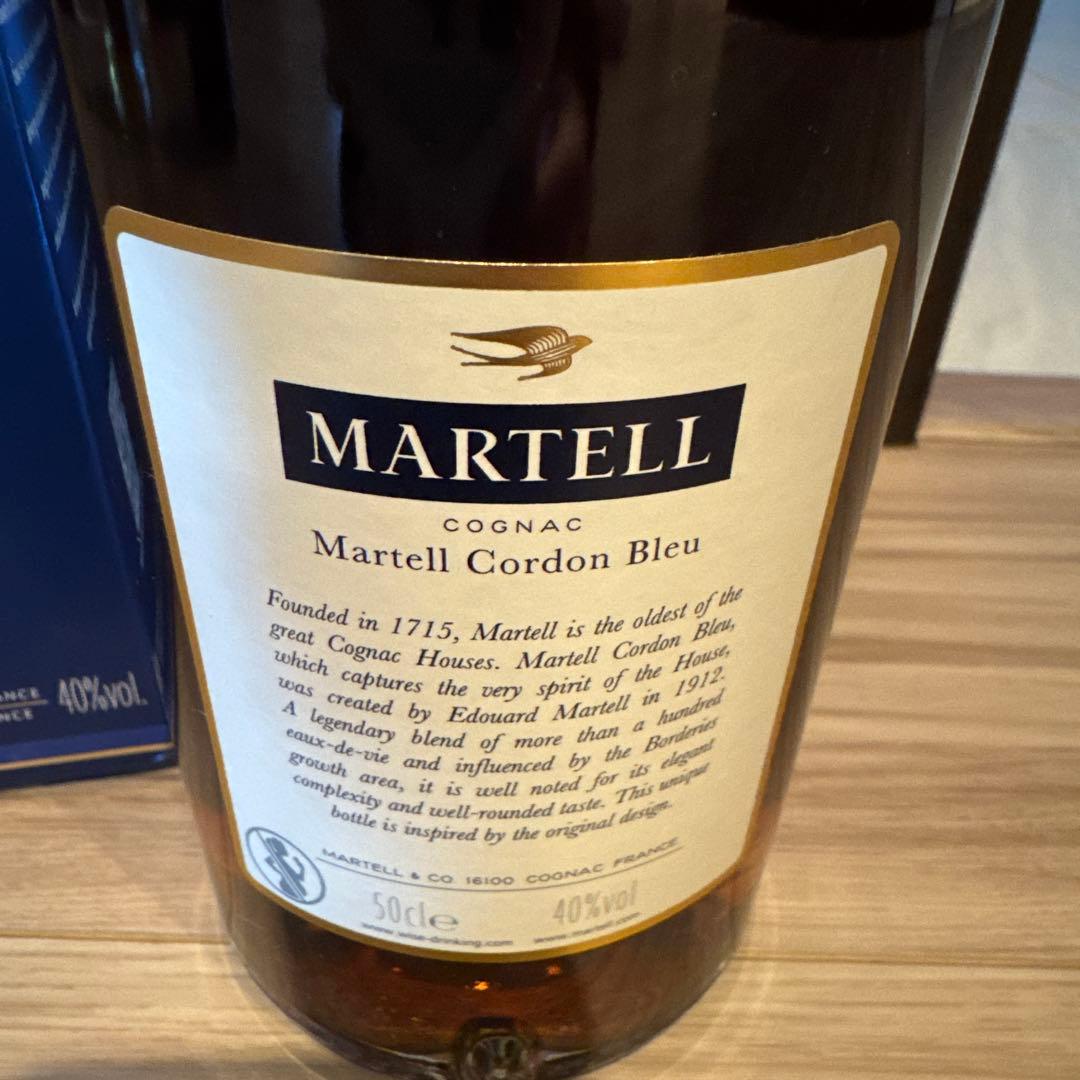 MARTELL
COGNAC
Martell Cordon Bleu
Founded in 1715, Martell is the oldest of the
great Cognac Houses. Martell Cordon Bleu,
which captures the very spirit of the House,
was created by Edouard Martell in 1912.
A legendary blend of more than a hundred
eaux-de-vie and influenced by the Borderies
growth area, it is well noted for its elegant
complexity and well-rounded taste. This unique
bottle is inspired by the original design.
MARTELL & CO 16100 COGNAC FRANCE
50cl e 40%vol
www.wise-drinking.com www.martell.com
40%vol.